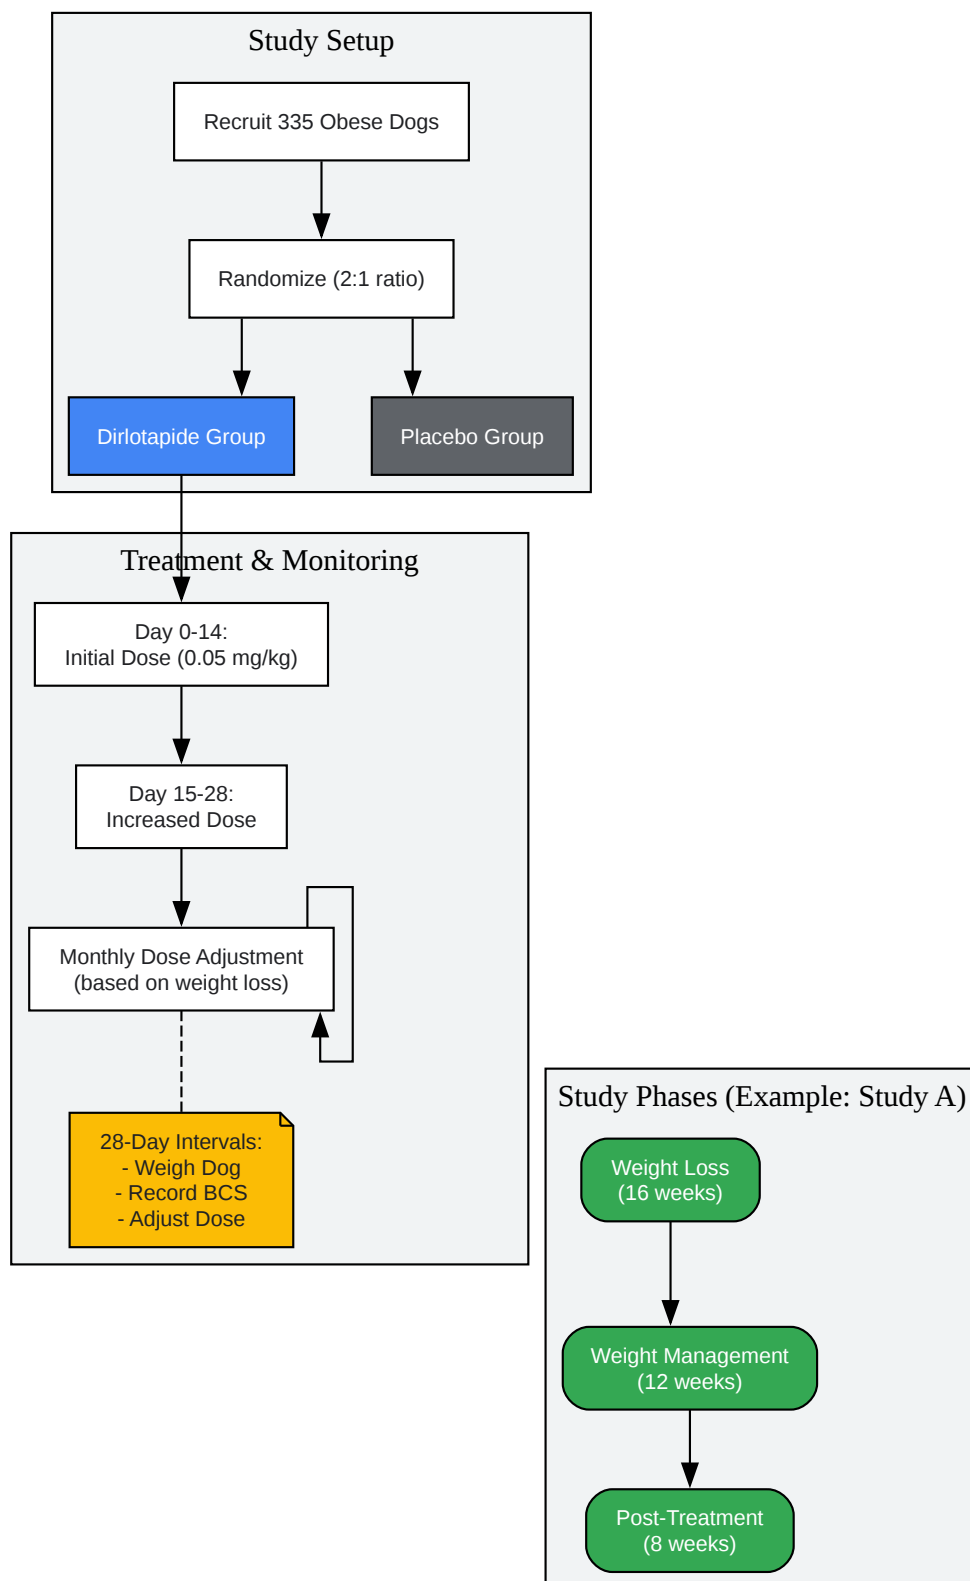 Study Setup
Recruit 335 Obese Dogs
Randomize (2:1 ratio)
Dirlotapide Group
Placebo Group
Treatment & Monitoring
Day 0-14:
Initial Dose (0.05 mg/kg)
Day 15-28:
Increased Dose
Monthly Dose Adjustment
(based on weight loss)
28-Day Intervals:
- Weigh Dog
- Record BCS
- Adjust Dose
Study Phases (Example: Study A)
Weight Loss
(16 weeks)
Weight Management
(12 weeks)
Post-Treatment
(8 weeks)